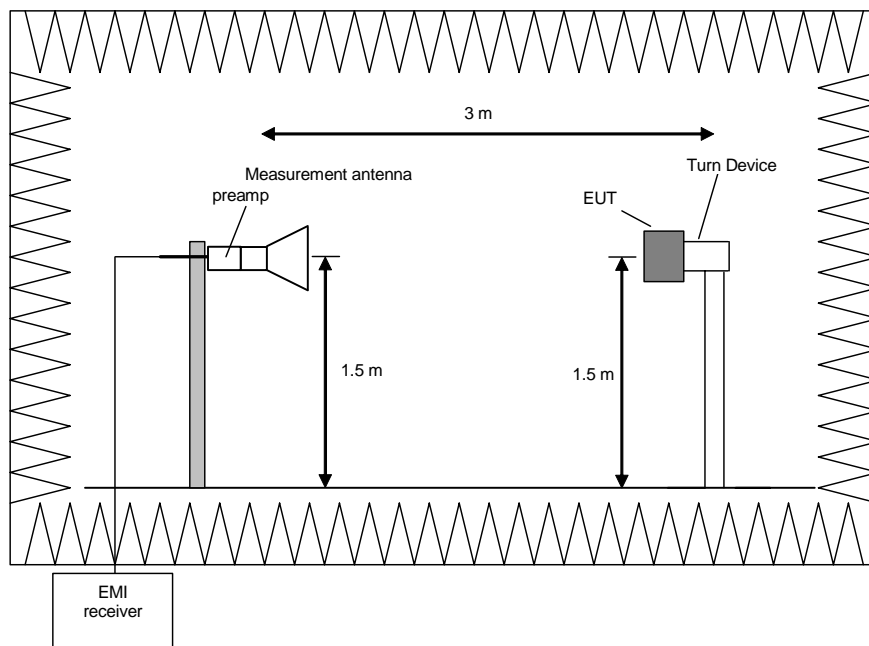 3 m
Measurement antenna
preamp
Turn Device
EUT
1.5 m
1.5 m
EMI
receiver